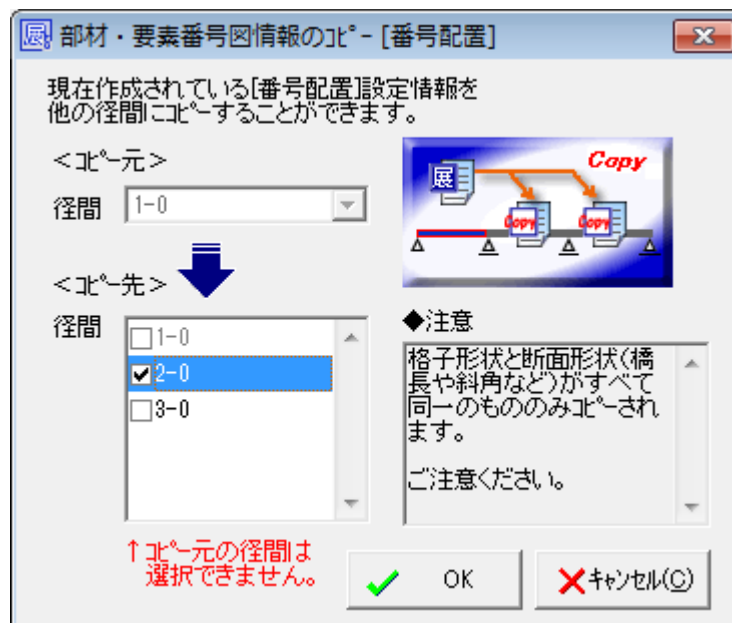 部材・要素番号図情報のｺﾋﾟｰ [番号配置]
現在作成されている[番号配置]設定情報を
他の径間にｺﾋﾟｰすることができます。
<ｺﾋﾟｰ元>
径間
1-0
展
Copy
Copy
Copy
<ｺﾋﾟｰ先>
径間
1-0
2-0
3-0
↑ｺﾋﾟｰ元の径間は
選択できません。
◆注意
格子形状と断面形状(橋
長や斜角など)がすべて
同一のもののみｺﾋﾟｰされ
ます。
ご注意ください。
OK
ｷｬﾝｾﾙ(C)